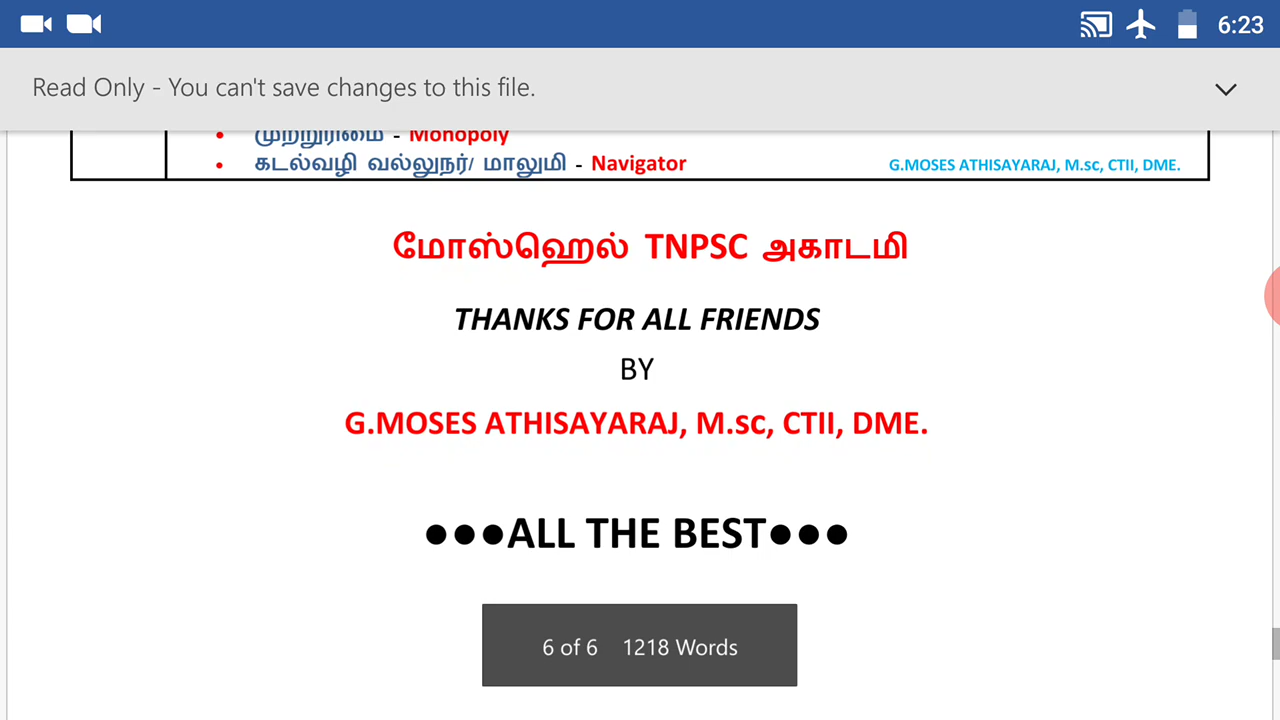 6:23
Read Only - You can't save changes to this file.
• முற்றுரிமை - Monopoly
• கடல்வழி வல்லுநர்/ மாலுமி - Navigator G.MOSES ATHISAYARAJ, M.sc, CTII, DME.
மோஸ்ஹெல் TNPSC அகாடமி
THANKS FOR ALL FRIENDS
BY
G.MOSES ATHISAYARAJ, M.sc, CTII, DME.
●●●ALL THE BEST●●●
6 of 6 1218 Words